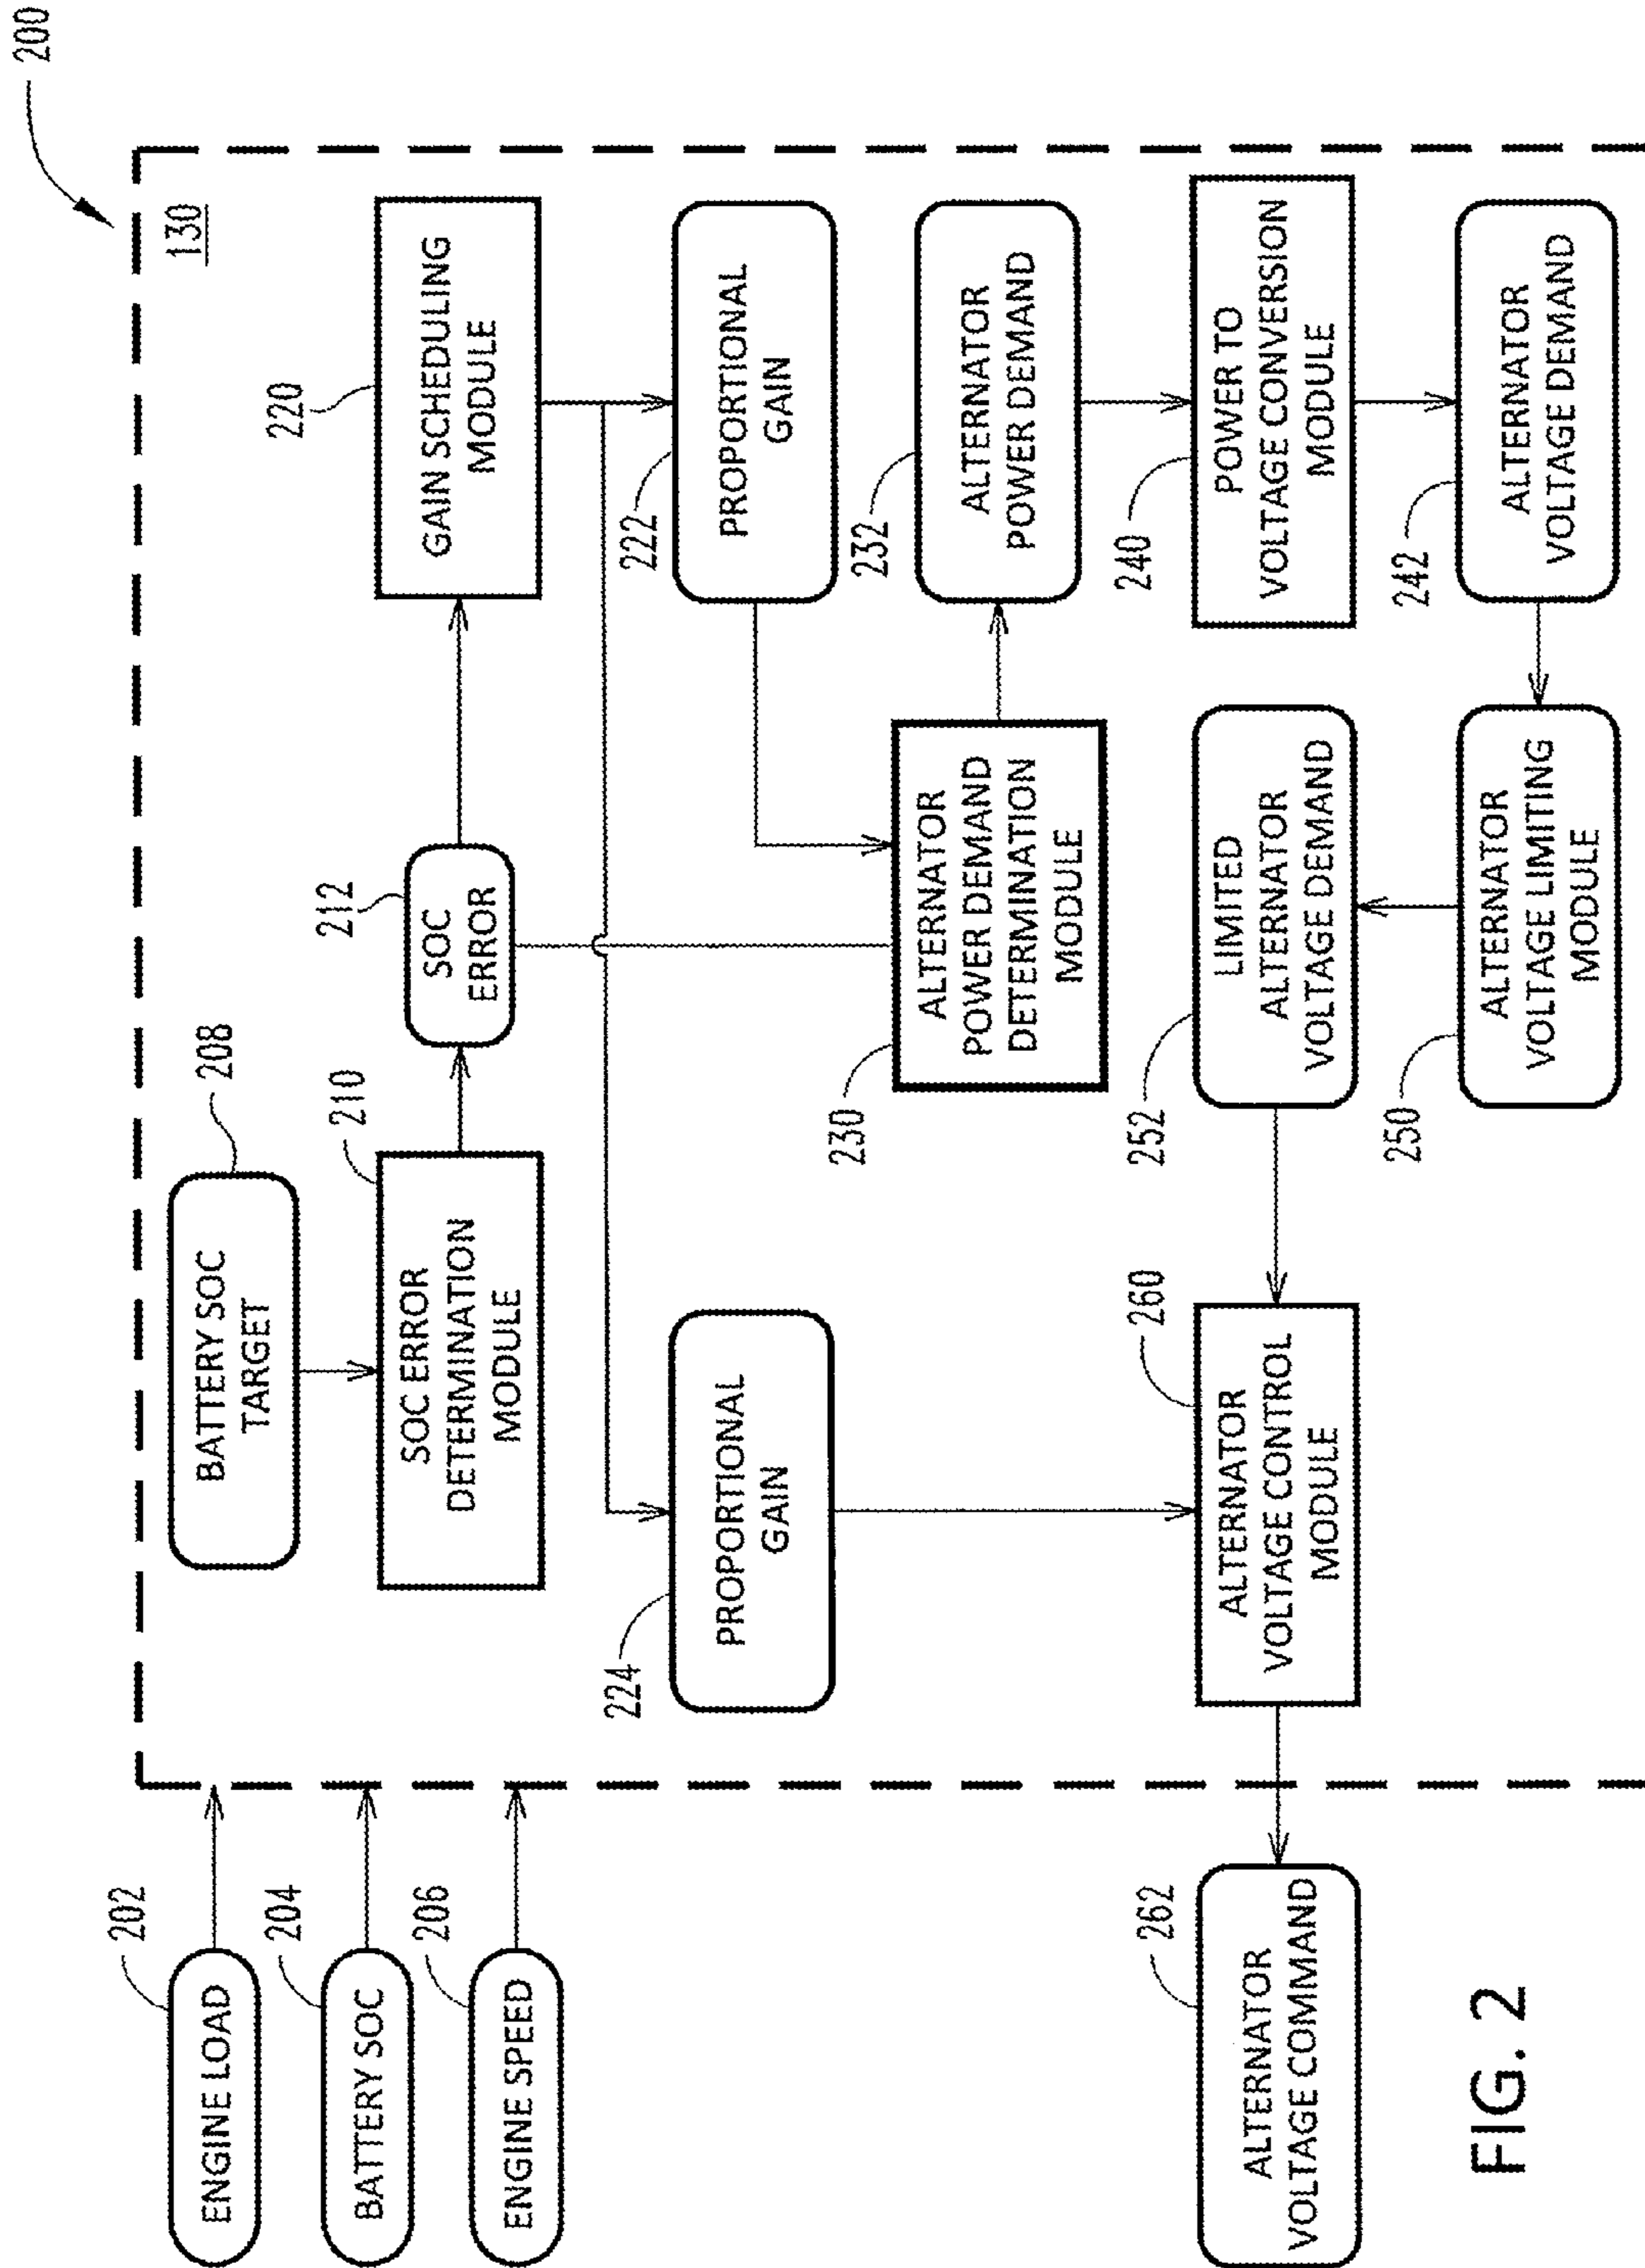 200
130
202
ENGINE LOAD
204
BATTERY SOC
206
ENGINE SPEED
208
BATTERY SOC
TARGET
210
SOC ERROR
DETERMINATION
MODULE
212
SOC
ERROR
220
GAIN SCHEDULING
MODULE
224
PROPORTIONAL
GAIN
222
PROPORTIONAL
GAIN
230
ALTERNATOR
POWER DEMAND
DETERMINATION
MODULE
232
ALTERNATOR
POWER DEMAND
262
ALTERNATOR
VOLTAGE COMMAND
260
ALTERNATOR
VOLTAGE CONTROL
MODULE
252
LIMITED
ALTERNATOR
VOLTAGE DEMAND
240
POWER TO
VOLTAGE CONVERSION
MODULE
250
ALTERNATOR
VOLTAGE LIMITING
MODULE
242
ALTERNATOR
VOLTAGE DEMAND
FIG. 2